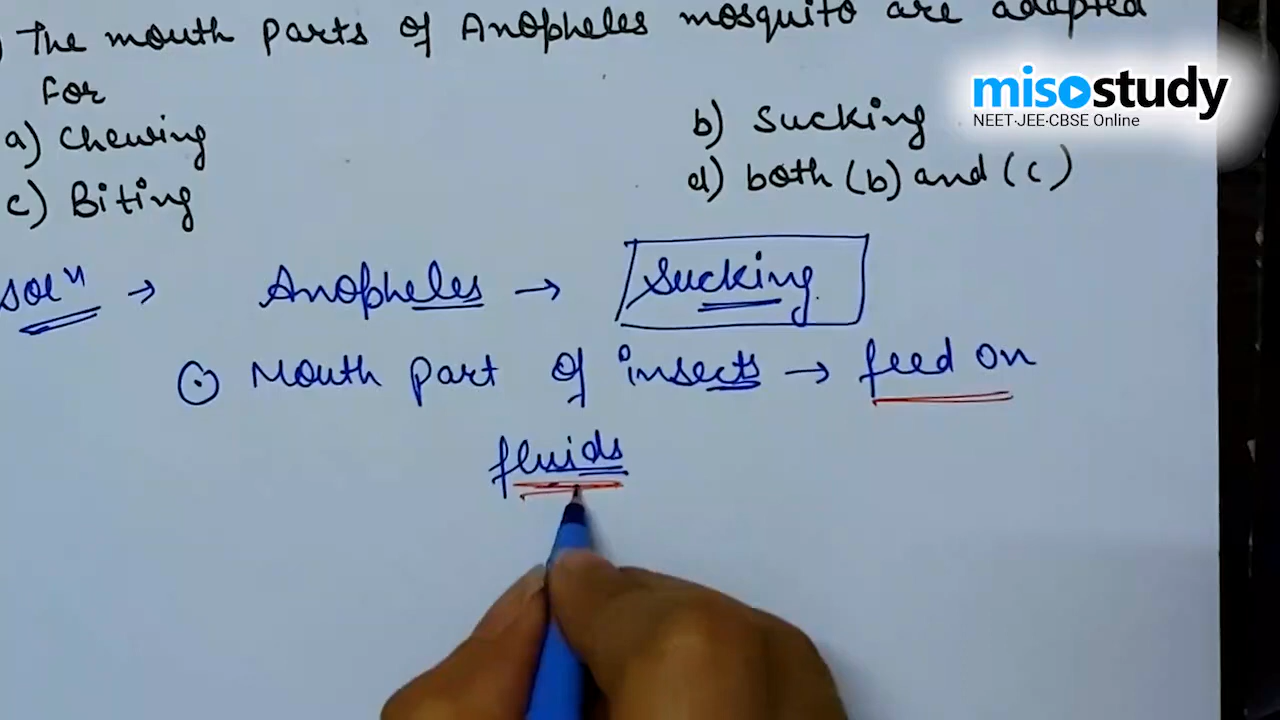 The mouth parts of Anopheles mosquito are adapted
for
a) Chewing
b) Sucking
c) Biting
d) both (b) and (c)
misostudy
NEET-JEE-CBSE Online
solⁿ → Anopheles → Sucking
⊙ Mouth part of insects → feed on
fluids